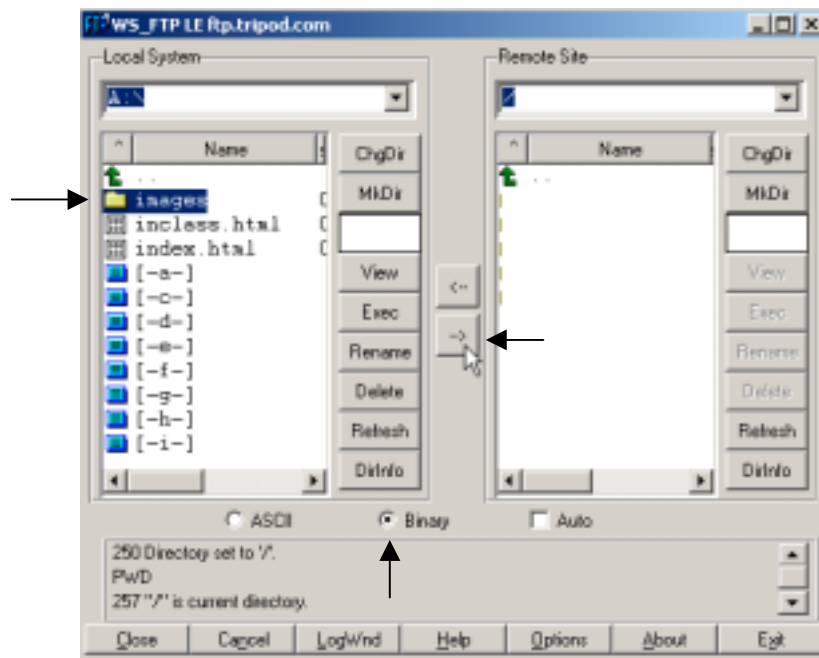 WS_FTP LE ftp.tripod.com
Local System
A:\
^ Name
..
images
inclass.html
index.html
[-a-]
[-c-]
[-d-]
[-e-]
[-f-]
[-g-]
[-h-]
[-i-]
ChgDir
MkDir
View
Exec
Rename
Delete
Refresh
DirInfo
<--
-->
Remote Site
/
^ Name
..
ChgDir
MkDir
View
Exec
Rename
Delete
Refresh
DirInfo
ASCII Binary Auto
250 Directory set to '/'.
PWD
257 "/" is current directory.
Close Cancel LogWnd Help Options About Exit